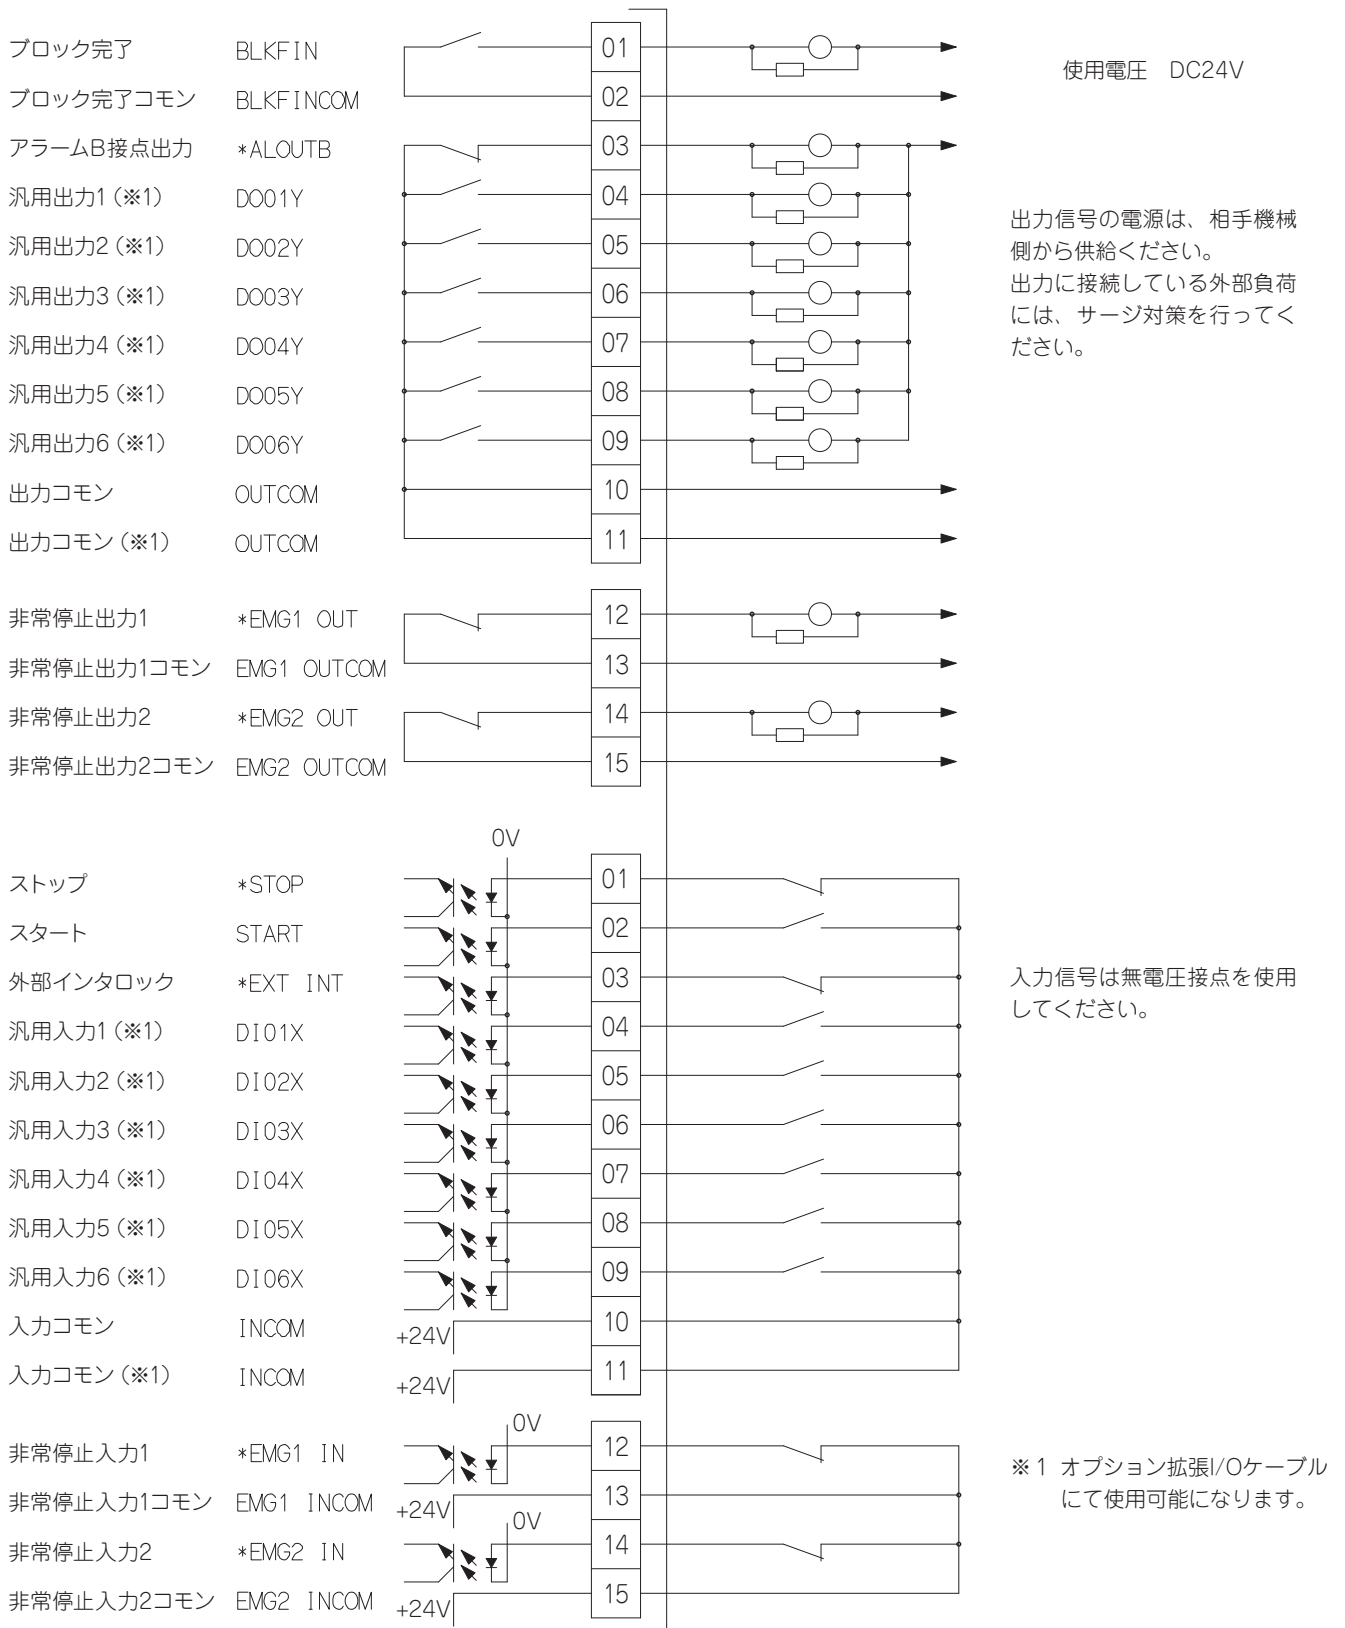 ブロック完了 BLKFIN 01
使用電圧 DC24V
ブロック完了コモン BLKFINCOM 02
アラームB接点出力 *ALOUTB 03
汎用出力1(※1) DO01Y 04
汎用出力2(※1) DO02Y 05
汎用出力3(※1) DO03Y 06
汎用出力4(※1) DO04Y 07
汎用出力5(※1) DO05Y 08
汎用出力6(※1) DO06Y 09
出力コモン OUTCOM 10
出力コモン(※1) OUTCOM 11
出力信号の電源は、相手機械
側から供給ください。
出力に接続している外部負荷
には、サージ対策を行ってく
ださい。
非常停止出力1 *EMG1 OUT 12
非常停止出力1コモン EMG1 OUTCOM 13
非常停止出力2 *EMG2 OUT 14
非常停止出力2コモン EMG2 OUTCOM 15
0V
ストップ *STOP 01
スタート START 02
外部インタロック *EXT INT 03
汎用入力1(※1) DI01X 04
汎用入力2(※1) DI02X 05
汎用入力3(※1) DI03X 06
汎用入力4(※1) DI04X 07
汎用入力5(※1) DI05X 08
汎用入力6(※1) DI06X 09
入力コモン INCOM +24V 10
入力コモン(※1) INCOM +24V 11
入力信号は無電圧接点を使用
してください。
0V
非常停止入力1 *EMG1 IN 12
非常停止入力1コモン EMG1 INCOM +24V 13
0V
非常停止入力2 *EMG2 IN 14
非常停止入力2コモン EMG2 INCOM +24V 15
※1 オプション拡張I/Oケーブル
にて使用可能になります。